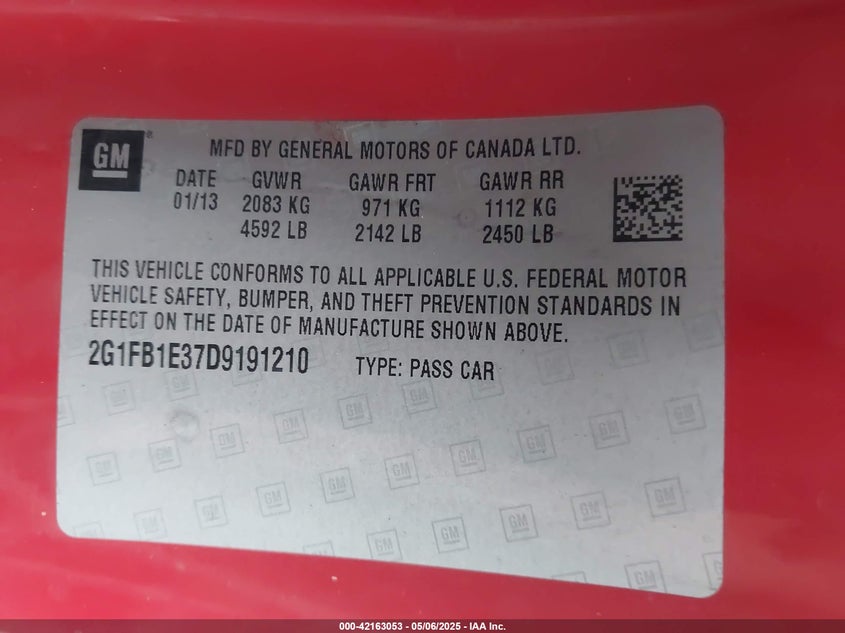 GM
MFD BY GENERAL MOTORS OF CANADA LTD.
DATE GVWR GAWR FRT GAWR RR
01/13 2083 KG 971 KG 1112 KG
4592 LB 2142 LB 2450 LB
THIS VEHICLE CONFORMS TO ALL APPLICABLE U.S. FEDERAL MOTOR
VEHICLE SAFETY, BUMPER, AND THEFT PREVENTION STANDARDS IN
EFFECT ON THE DATE OF MANUFACTURE SHOWN ABOVE.
2G1FB1E37D9191210 TYPE: PASS CAR
000-42163053 - 05/06/2025 - IAA Inc.